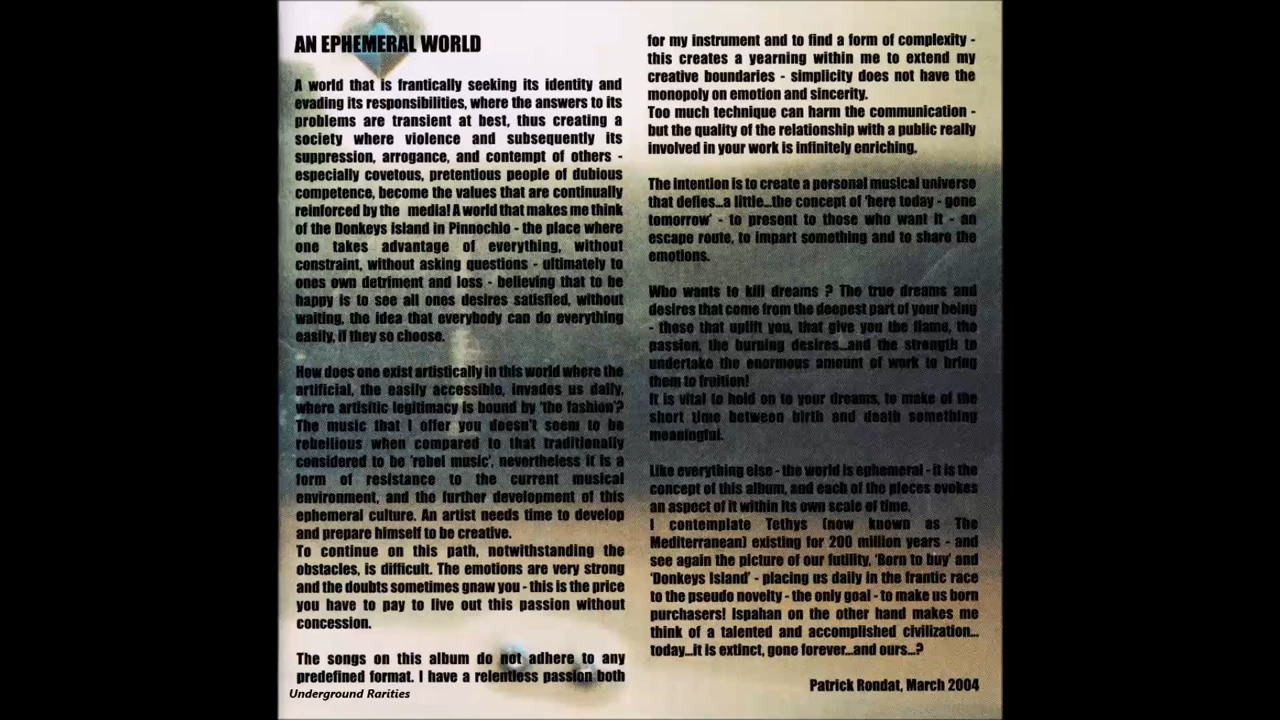 AN EPHEMERAL WORLD
A world that is frantically seeking its identity and
evading its responsibilities, where the answers to its
problems are transient at best, thus creating a
society where violence and subsequently its
suppression, arrogance, and contempt of others -
especially covetous, pretentious people of dubious
competence, become the values that are continually
reinforced by the media! A world that makes me think
of the Donkeys Island in Pinnochio - the place where
one takes advantage of everything, without
constraint, without asking questions - ultimately to
ones own detriment and loss - believing that to be
happy is to see all ones desires satisfied, without
waiting, the idea that everybody can do everything
easily, if they so choose.
How does one exist artistically in this world where the
artificial, the easily accessible, invades us daily,
where artisitic legitimacy is bound by 'the fashion'?
The music that I offer you doesn't seem to be
rebellious when compared to that traditionally
considered to be 'rebel music', nevertheless it is a
form of resistance to the current musical
environment, and the further development of this
ephemeral culture. An artist needs time to develop
and prepare himself to be creative.
To continue on this path, notwithstanding the
obstacles, is difficult. The emotions are very strong
and the doubts sometimes gnaw you - this is the price
you have to pay to live out this passion without
concession.
The songs on this album do not adhere to any
predefined format. I have a relentless passion both
for my instrument and to find a form of complexity -
this creates a yearning within me to extend my
creative boundaries - simplicity does not have the
monopoly on emotion and sincerity.
Too much technique can harm the communication -
but the quality of the relationship with a public really
involved in your work is infinitely enriching.
The intention is to create a personal musical universe
that defies...a little...the concept of 'here today - gone
tomorrow' - to present to those who want it - an
escape route, to impart something and to share the
emotions.
Who wants to kill dreams ? The true dreams and
desires that come from the deepest part of your being
- those that uplift you, that give you the flame, the
passion, the burning desires...and the strength to
undertake the enormous amount of work to bring
them to fruition!
It is vital to hold on to your dreams, to make of the
short time between birth and death something
meaningful.
Like everything else - the world is ephemeral - it is the
concept of this album, and each of the pieces evokes
an aspect of it within its own scale of time.
I contemplate Tethys (now known as The
Mediterranean) existing for 200 million years - and
see again the picture of our futility, 'Born to buy' and
'Donkeys Island' - placing us daily in the frantic race
to the pseudo novelty - the only goal - to make us born
purchasers! Ispahan on the other hand makes me
think of a talented and accomplished civilization...
today...it is extinct, gone forever...and ours...?
Patrick Rondat, March 2004
Underground Rarities